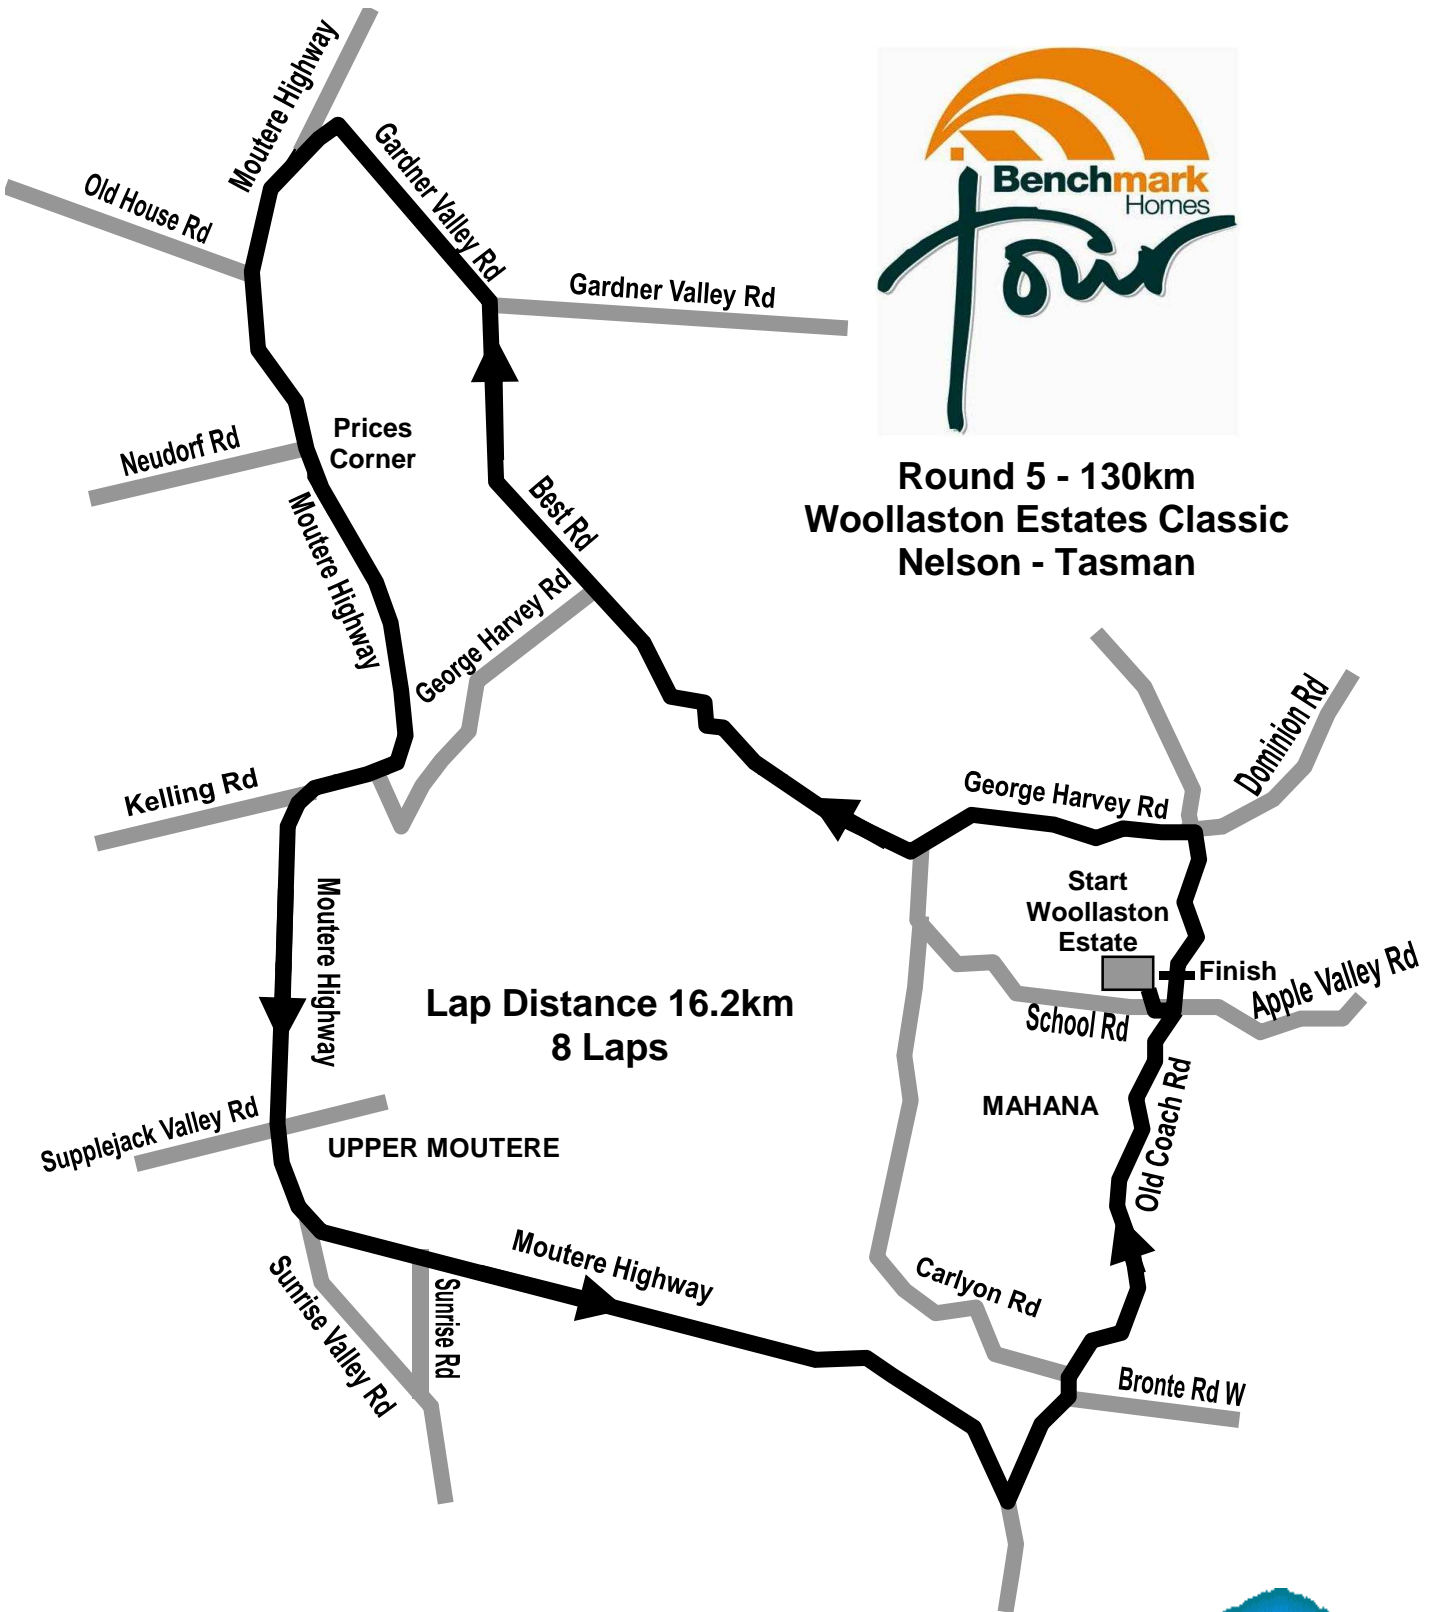 Moutere Highway
Old House Rd
Gardner Valley Rd
Gardner Valley Rd
Benchmark
Homes
Tour
Round 5 - 130km
Woollaston Estates Classic
Nelson - Tasman
Neudorf Rd
Prices
Corner
Moutere Highway
Best Rd
George Harvey Rd
Kelling Rd
George Harvey Rd
Dominion Rd
Start
Woollaston
Estate
Finish
Apple Valley Rd
School Rd
Moutere Highway
Lap Distance 16.2km
8 Laps
MAHANA
Old Coach Rd
Supplejack Valley Rd
UPPER MOUTERE
Moutere Highway
Sunrise Valley Rd
Sunrise Rd
Carlyon Rd
Bronte Rd W